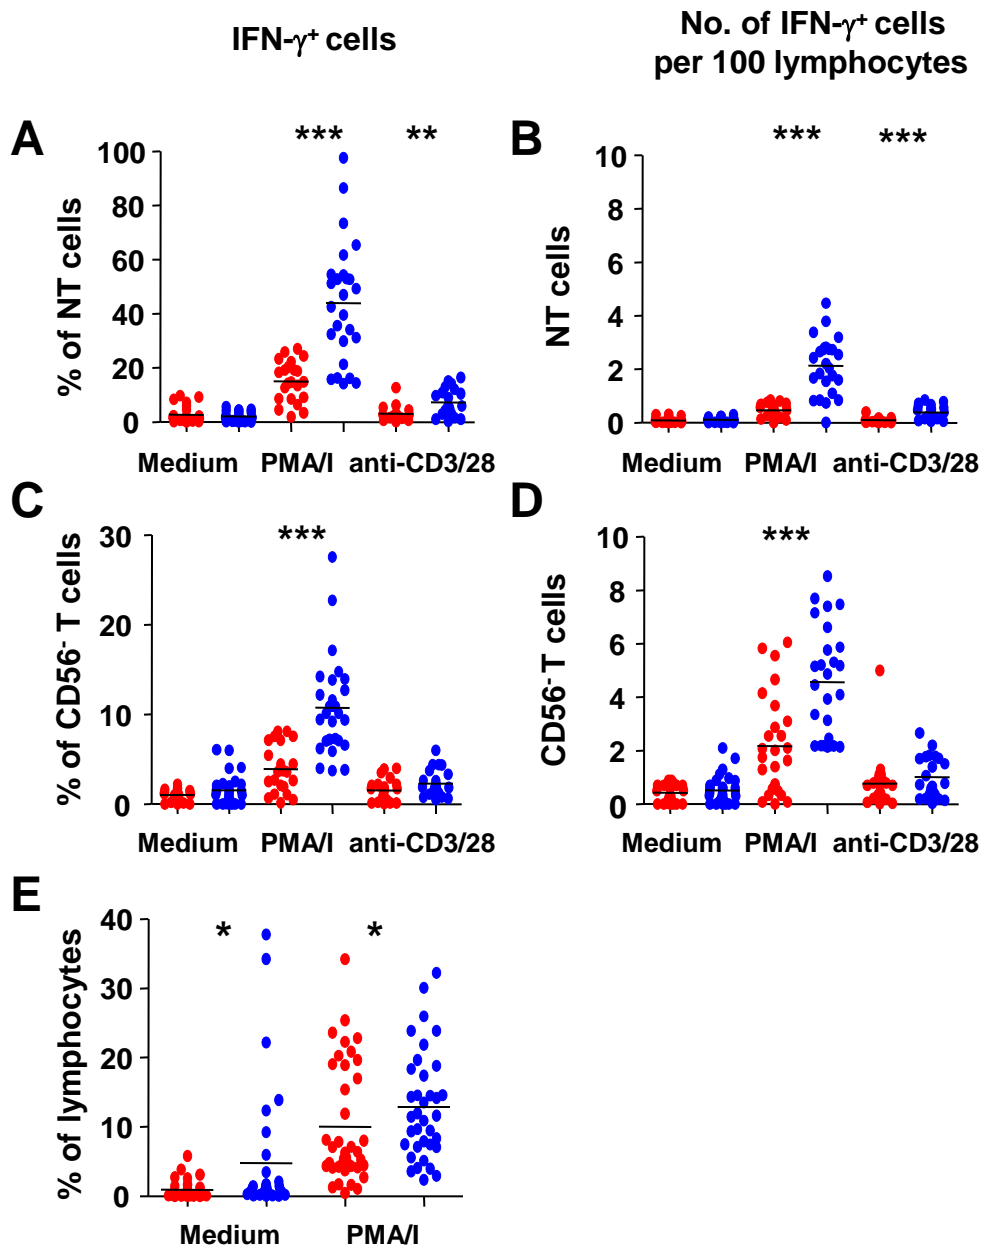 IFN-γ⁺ cells
No. of IFN-γ⁺ cells
per 100 lymphocytes
A
*** **
% of NT cells
100
80
60
40
20
0
Medium PMA/I anti-CD3/28
B
*** ***
NT cells
10
8
6
4
2
0
Medium PMA/I anti-CD3/28
C
***
% of CD56⁻ T cells
30
20
10
0
Medium PMA/I anti-CD3/28
D
***
CD56⁻ T cells
10
8
6
4
2
0
Medium PMA/I anti-CD3/28
E
* *
% of lymphocytes
40
30
20
10
0
Medium PMA/I